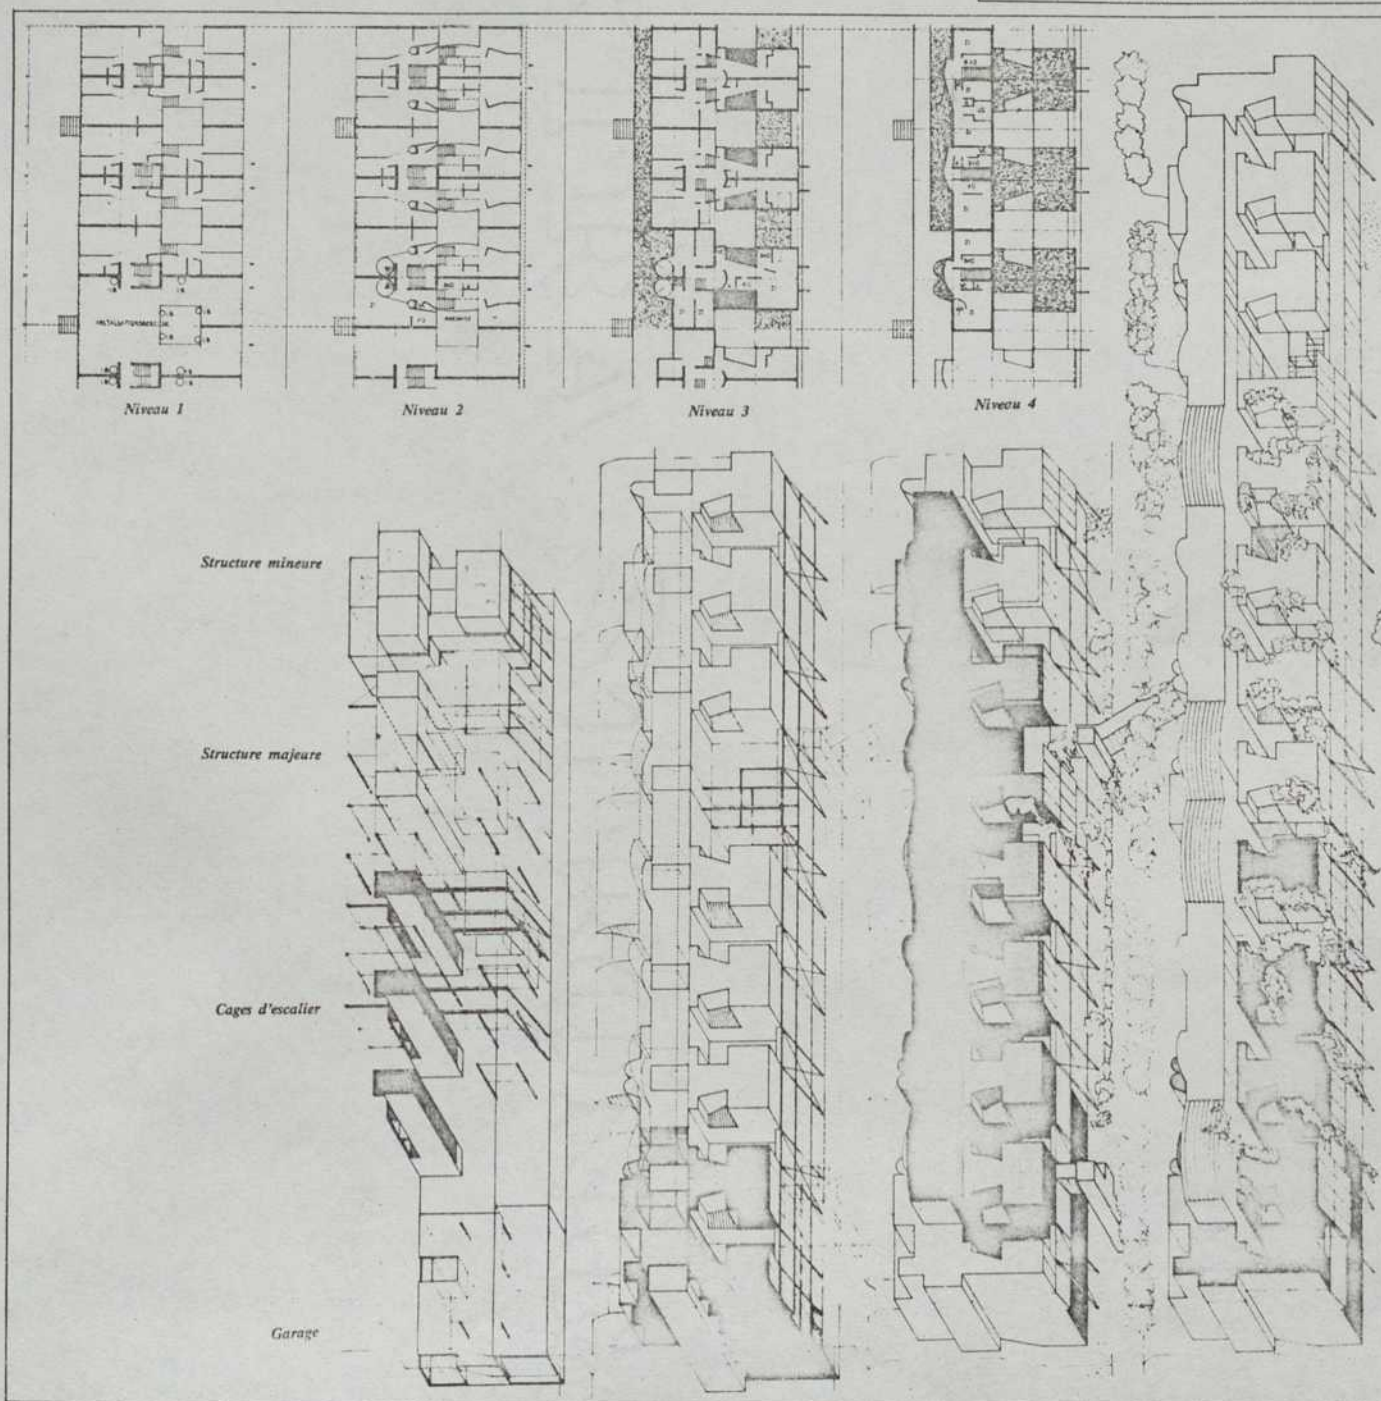 Niveau 1
Niveau 2
Niveau 3
Niveau 4
Structure mineure
Structure majeure
Cages d'escalier
Garage